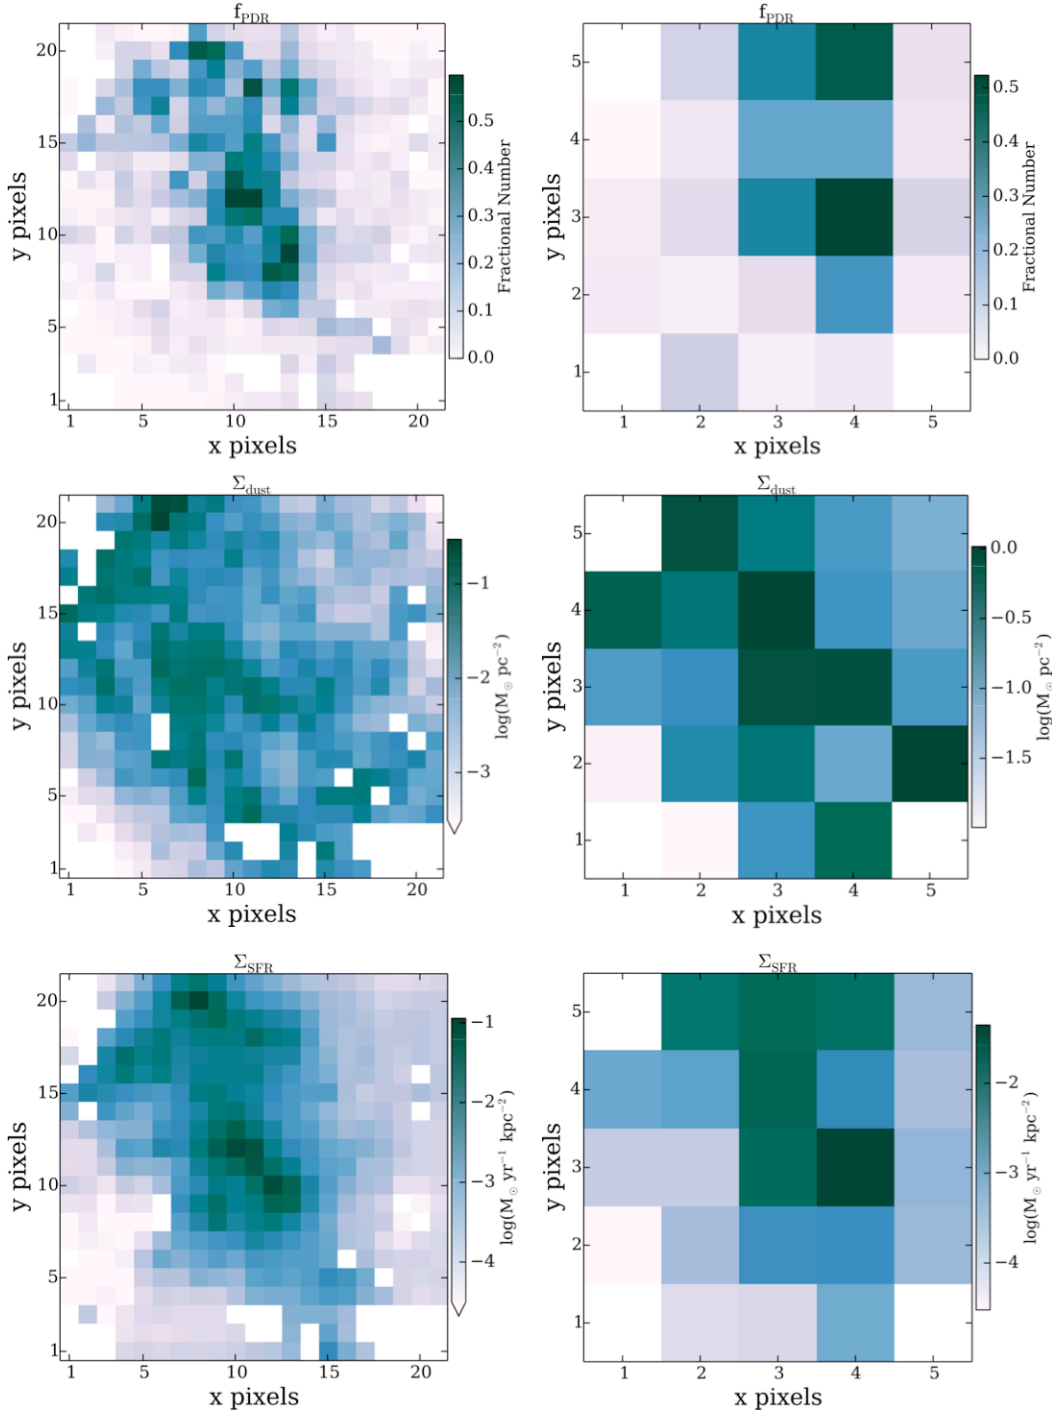 f_PDR
20
15
10
5
1
y pixels
1 5 10 15 20
x pixels
0.5
0.4
0.3
0.2
0.1
0.0
Fractional Number
f_PDR
5
4
3
2
1
y pixels
1 2 3 4 5
x pixels
0.5
0.4
0.3
0.2
0.1
0.0
Fractional Number
Σ_dust
20
15
10
5
1
y pixels
1 5 10 15 20
x pixels
−1
−2
−3
log(M_⊙ pc⁻²)
Σ_dust
5
4
3
2
1
y pixels
1 2 3 4 5
x pixels
0.0
−0.5
−1.0
−1.5
log(M_⊙ pc⁻²)
Σ_SFR
20
15
10
5
1
y pixels
1 5 10 15 20
x pixels
−1
−2
−3
−4
log(M_⊙ yr⁻¹ kpc⁻²)
Σ_SFR
5
4
3
2
1
y pixels
1 2 3 4 5
x pixels
−2
−3
−4
log(M_⊙ yr⁻¹ kpc⁻²)